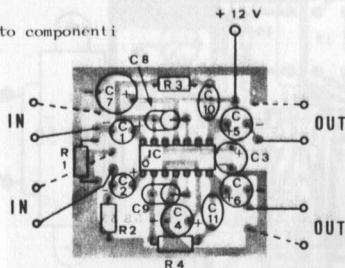 + 12 V
to componenti
C 8
R 3
C 7
+
C 10
+
IN
C 1
C 5
OUT
R 1
IC
C 3
C 2
+
C 6
IN
C 9
C 4
+
C 11
R 2
OUT
R 4